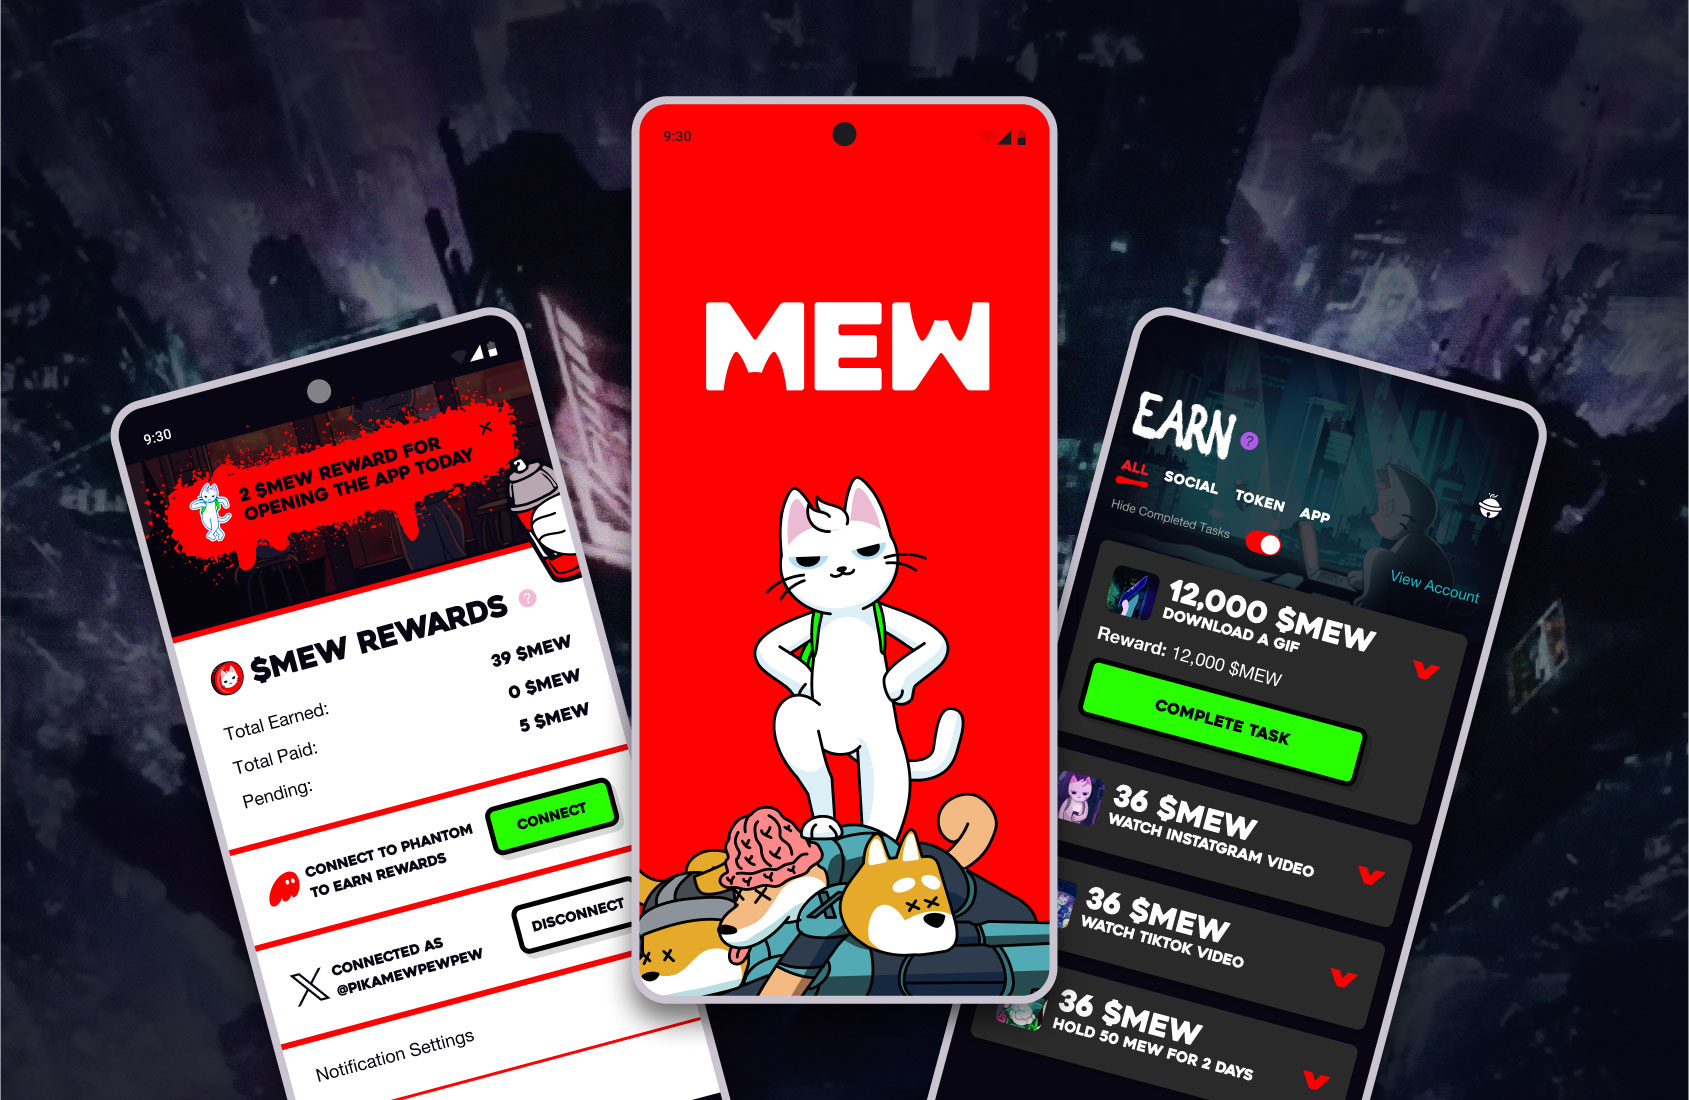 9:30
2 $MEW REWARD FOR
OPENING THE APP TODAY
$MEW REWARDS ?
Total Earned: 39 $MEW
Total Paid: 0 $MEW
Pending: 5 $MEW
CONNECT TO PHANTOM
TO EARN REWARDS
CONNECT
CONNECTED AS
@PIKAMEWPEWPEW
DISCONNECT
Notification Settings
9:30
MEW
EARN ?
ALL SOCIAL TOKEN APP
Hide Completed Tasks
View Account
12,000 $MEW
DOWNLOAD A GIF
Reward: 12,000 $MEW
COMPLETE TASK
36 $MEW
WATCH INSTATGRAM VIDEO
36 $MEW
WATCH TIKTOK VIDEO
36 $MEW
HOLD 50 MEW FOR 2 DAYS